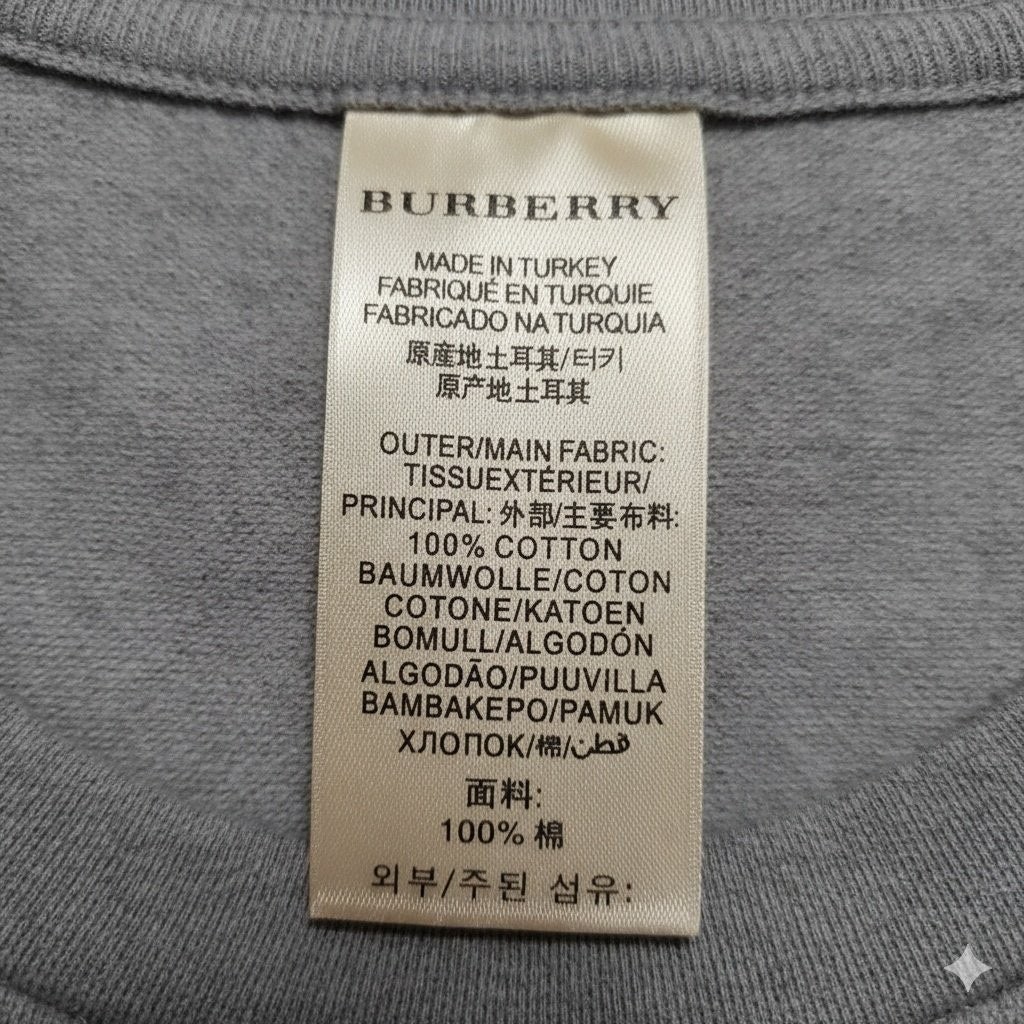 BURBERRY
MADE IN TURKEY
FABRIQUÉ EN TURQUIE
FABRICADO NA TURQUIA
原産地土耳其/터키
原产地土耳其
OUTER/MAIN FABRIC:
TISSUEXTÉRIEUR/
PRINCIPAL: 外部/主要布料:
100% COTTON
BAUMWOLLE/COTON
COTONE/KATOEN
BOMULL/ALGODÓN
ALGODÃO/PUUVILLA
BAMBAKEPO/PAMUK
ХЛОПОК/棉/قطن
面料:
100% 棉
외부/주된 섬유: